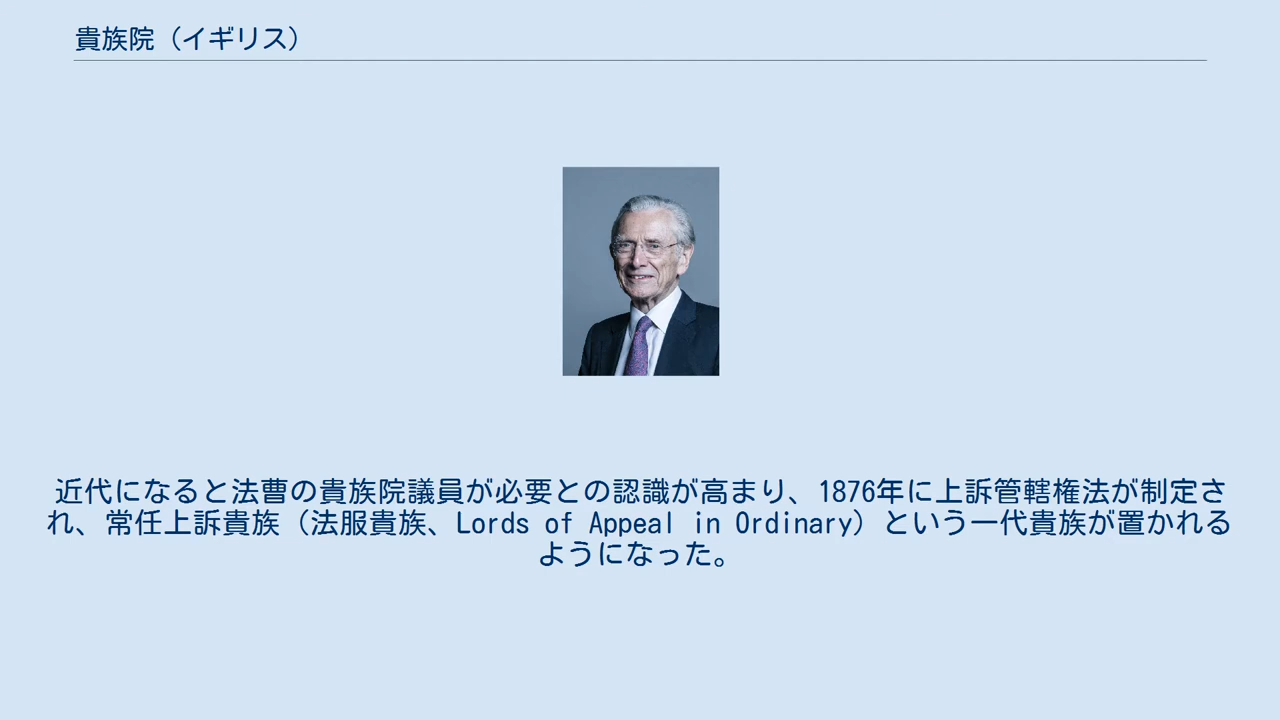 貴族院（イギリス）
近代になると法曹の貴族院議員が必要との認識が高まり、1876年に上訴管轄権法が制定さ
れ、常任上訴貴族（法服貴族、Lords of Appeal in Ordinary）という一代貴族が置かれる
ようになった。